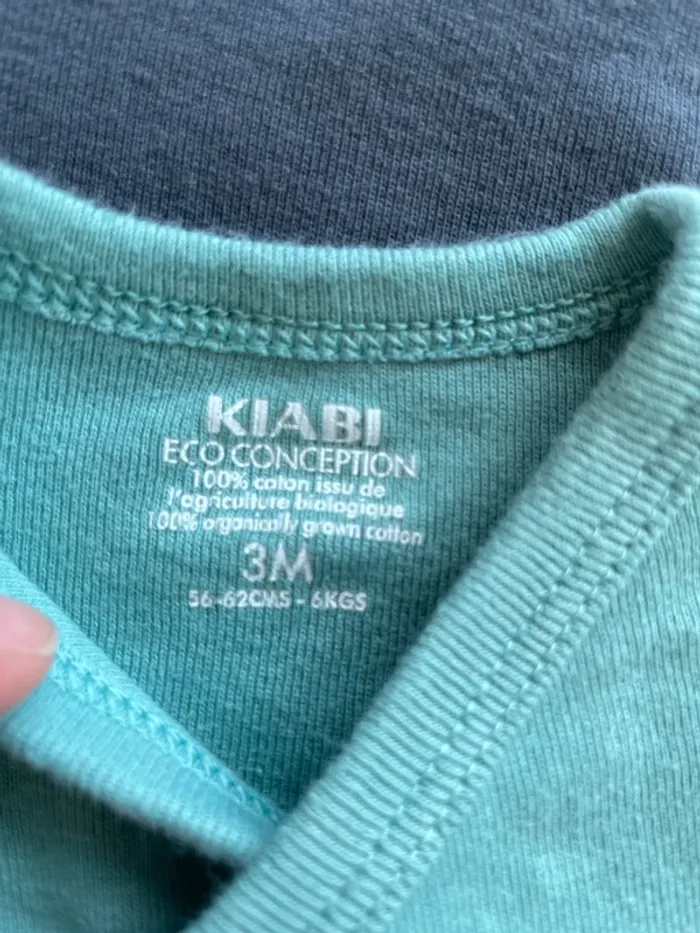 KIABI
ECO CONCEPTION
100% coton issu de
l'agriculture biologique
100% organically grown cotton
3M
56-62CMS - 6KGS